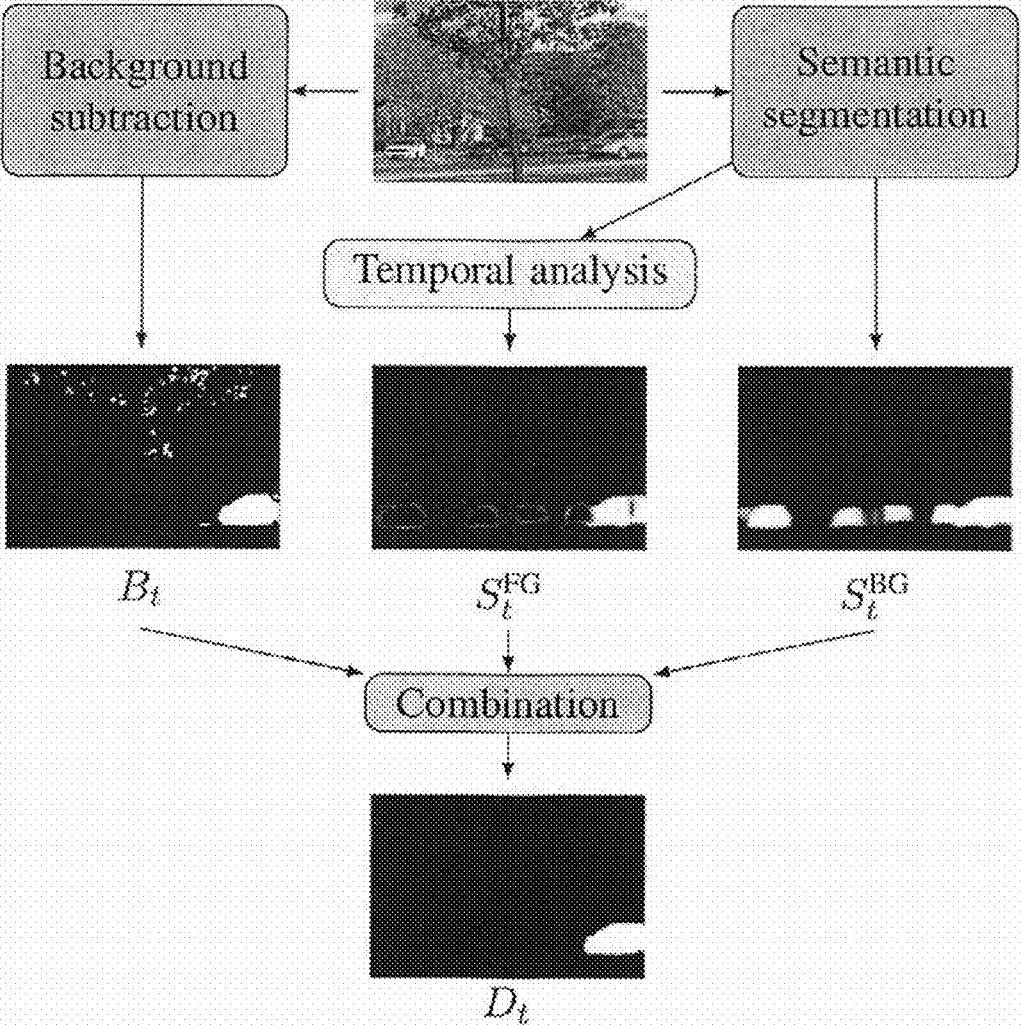 Background
subtraction
Semantic
segmentation
Temporal analysis
B_t
S_t^FG
S_t^BG
Combination
D_t